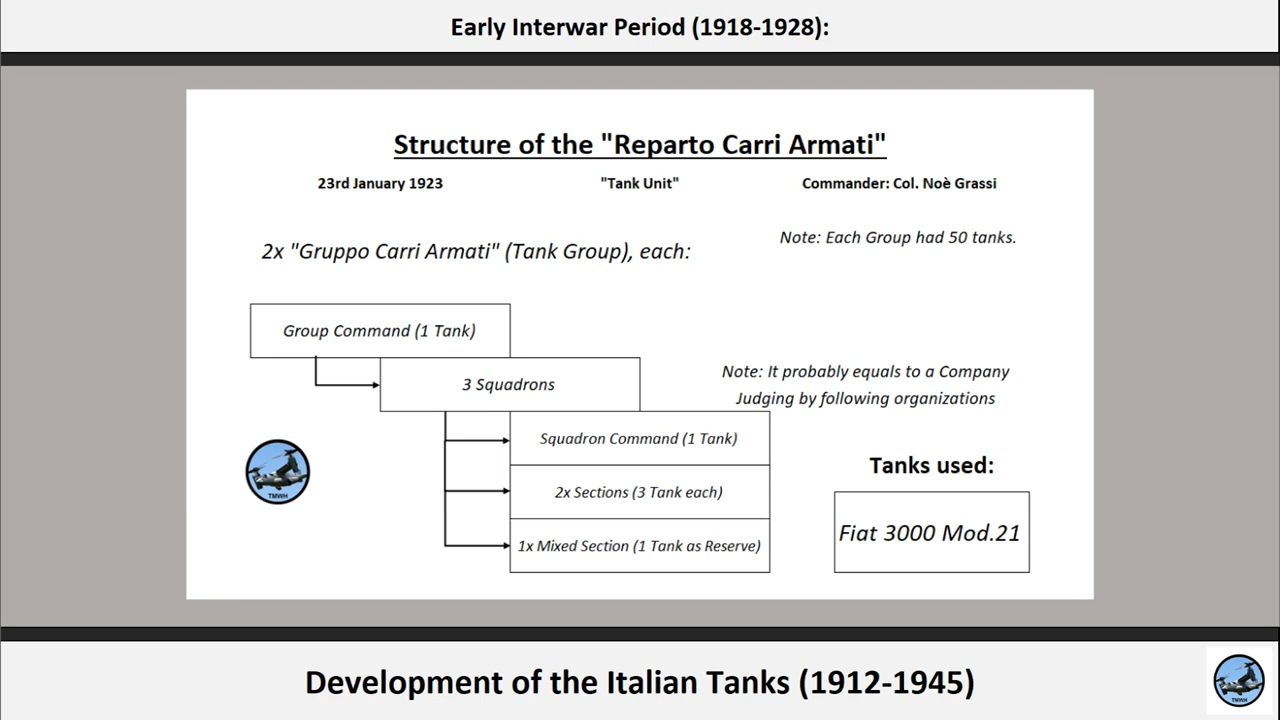 Early Interwar Period (1918-1928):
Structure of the "Reparto Carri Armati"
23rd January 1923
"Tank Unit"
Commander: Col. Noè Grassi
Note: Each Group had 50 tanks.
2x "Gruppo Carri Armati" (Tank Group), each:
Group Command (1 Tank)
3 Squadrons
Note: It probably equals to a Company
Judging by following organizations
Squadron Command (1 Tank)
2x Sections (3 Tank each)
1x Mixed Section (1 Tank as Reserve)
Tanks used:
Fiat 3000 Mod.21
TMWH
Development of the Italian Tanks (1912-1945)
TMWH